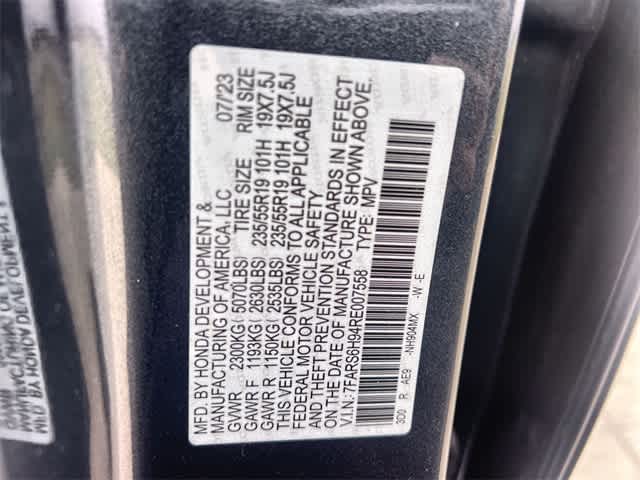 MFD. BY HONDA DEVELOPMENT & 07/23
MANUFACTURING OF AMERICA, LLC
GVWR 2300KG( 5070LBS) TIRE SIZE RIM SIZE
GAWR F 1193KG( 2630LBS) 235/55R19 101H 19X7.5J
GAWR R 1150KG( 2535LBS) 235/55R19 101H 19X7.5J
THIS VEHICLE CONFORMS TO ALL APPLICABLE
FEDERAL MOTOR VEHICLE SAFETY
AND THEFT PREVENTION STANDARDS IN EFFECT
ON THE DATE OF MANUFACTURE SHOWN ABOVE.
V.I.N: 7FARS6H94RE007558 TYPE: MPV
3D0 R AE9 -NH904MX -W -E